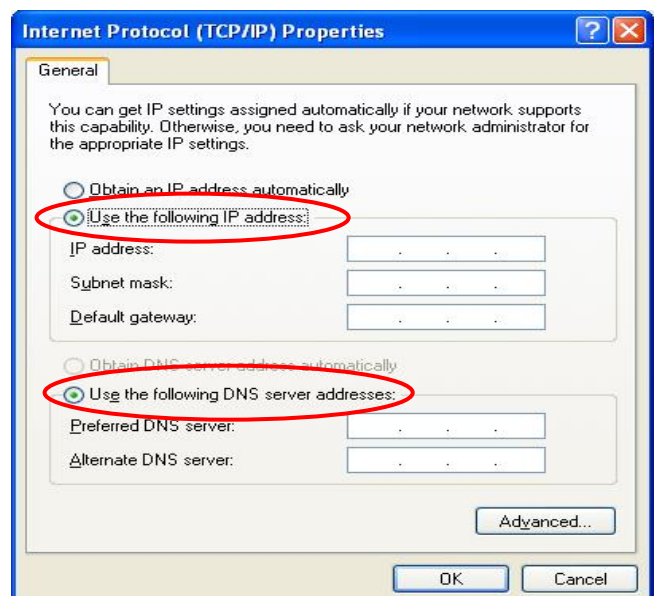 Internet Protocol (TCP/IP) Properties
General
You can get IP settings assigned automatically if your network supports
this capability. Otherwise, you need to ask your network administrator for
the appropriate IP settings.
Obtain an IP address automatically
Use the following IP address:
IP address:
Subnet mask:
Default gateway:
Obtain DNS server address automatically
Use the following DNS server addresses:
Preferred DNS server:
Alternate DNS server:
Advanced...
OK Cancel